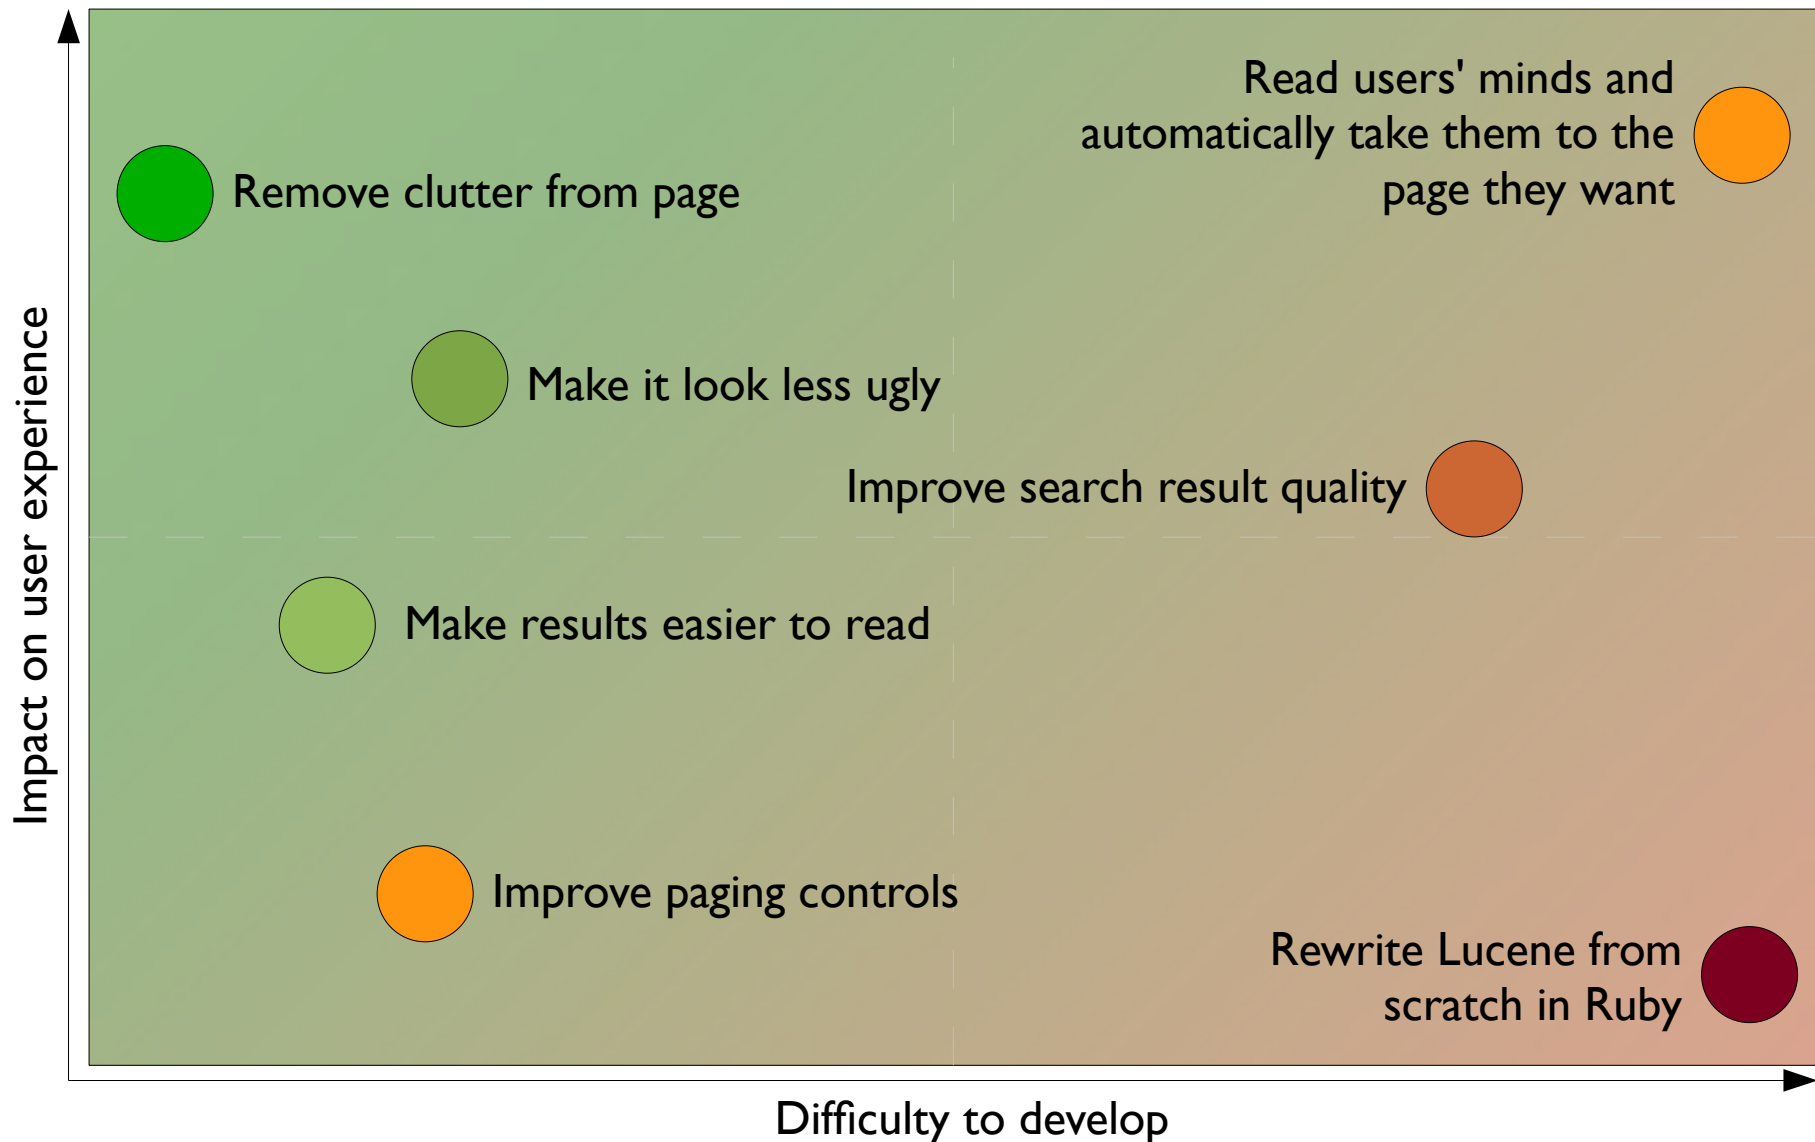 Read users' minds and
automatically take them to the
page they want
Remove clutter from page
Make it look less ugly
Improve search result quality
Make results easier to read
Improve paging controls
Rewrite Lucene from
scratch in Ruby
Impact on user experience
Difficulty to develop